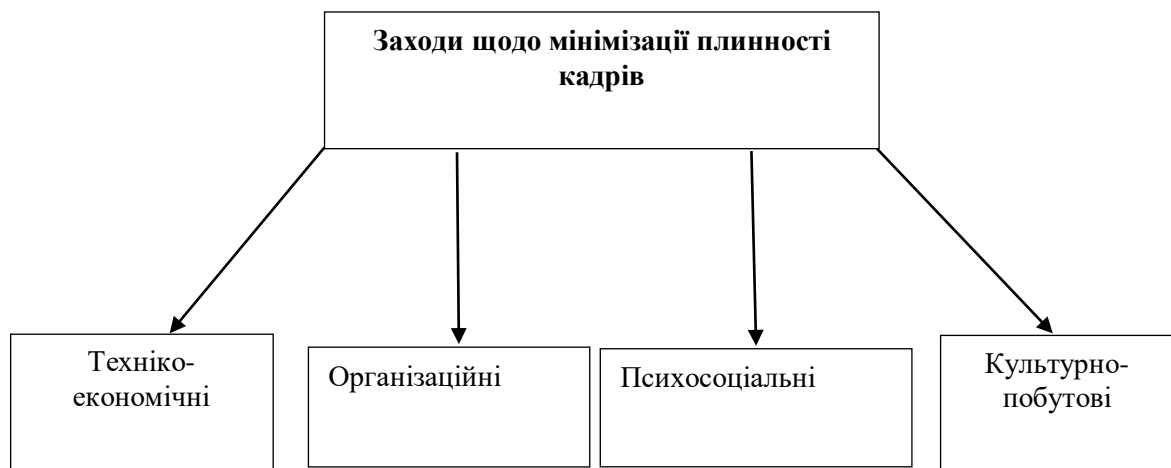 Заходи щодо мінімізації плинності
кадрів
Техніко-
економічні
Організаційні
Психосоціальні
Культурно-
побутові